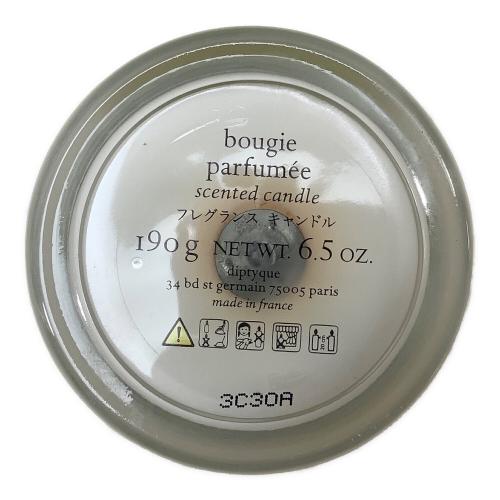 bougie
parfumée
scented candle
フレグランス キャンドル
190 g NET WT. 6.5 OZ.
diptyque
34 bd st germain 75005 paris
made in france
3C30A